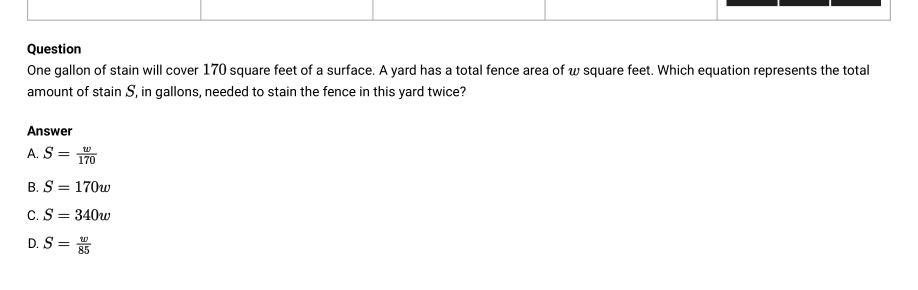 Question
One gallon of stain will cover 170 square feet of a surface. A yard has a total fence area of w square feet. Which equation represents the total
amount of stain S, in gallons, needed to stain the fence in this yard twice?
Answer
A. S = w/170
B. S = 170w
C. S = 340w
D. S = w/85